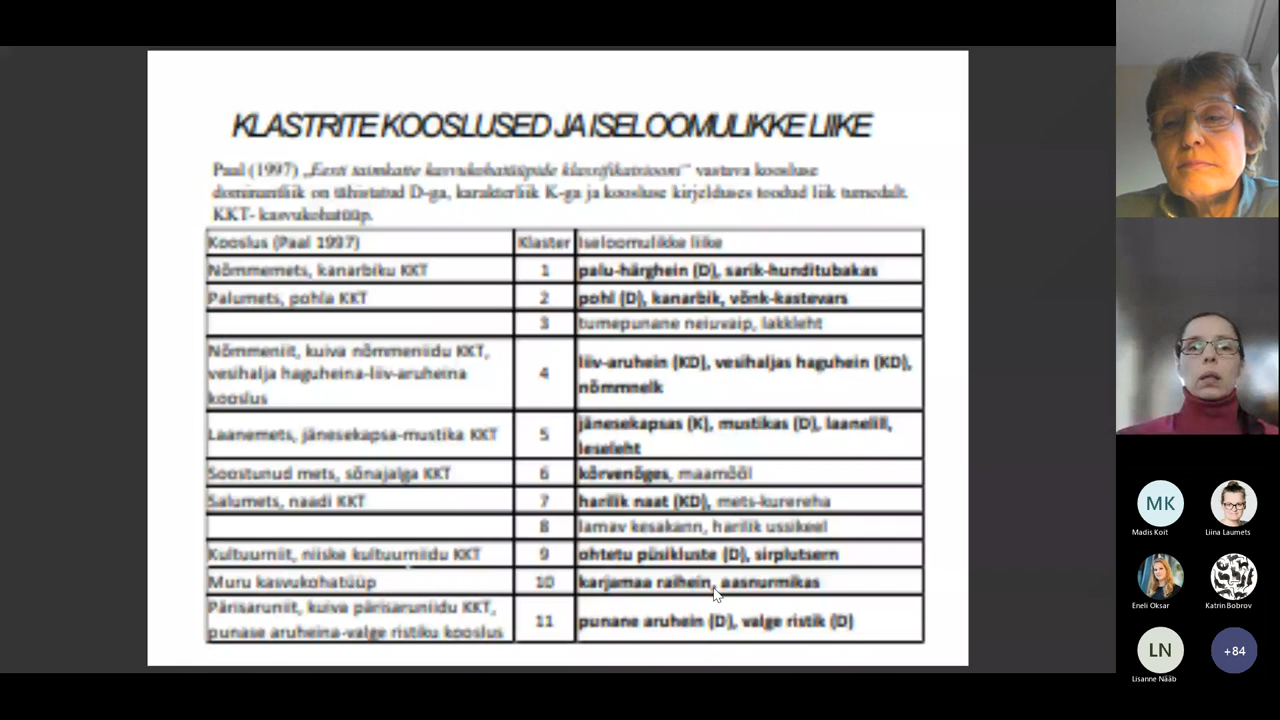 KLASTRITE KOOSLUSED JA ISELOOMULIKKE LIIKE
Paal (1997) „Eesti taimkatte kasvukohatüüpide klassifikatsiooni" vastava koosluse
dominantliik on tähistatud D-ga, karakterliik K-ga ja koosluse kirjelduses toodud liik tumedalt.
KKT- kasvukohatüüp.
Kooslus (Paal 1997) Klaster Iseloomulikke liike
Nõmmemets, kanarbiku KKT 1 palu-härghein (D), sarik-hunditubakas
Palumets, pohla KKT 2 pohl (D), kanarbik, võnk-kastevars
3 tumepunane neiuvaip, lakkleht
Nõmmeniit, kuiva nõmmeniidu KKT,
vesihalja haguheina-liiv-aruheina
kooslus
4
liiv-aruhein (KD), vesihaljas haguhein (KD),
nõmmnelk
Laanemets, jänesekapsa-mustika KKT 5
jänesekapsas (K), mustikas (D), laanelill,
leseleht
Soostunud mets, sõnajalga KKT 6 kõrvenõges, maamõõl
Salumets, naadi KKT 7 harilik naat (KD), mets-kurereha
8 lamav kesakann, harilik ussikeel
Kultuurniit, niiske kultuurniidu KKT 9 ohtetu püsikluste (D), sirplutsern
Muru kasvukohatüüp 10 karjamaa raihein, aasnurmikas
Pärisaruniit, kuiva pärisaruniidu KKT,
punase aruheina-valge ristiku kooslus
11 punane aruhein (D), valge ristik (D)
MK
Madis Koit
Liina Laumets
Eneli Oksar
Katrin Bobrov
LN
Lisanne Nääb
+84